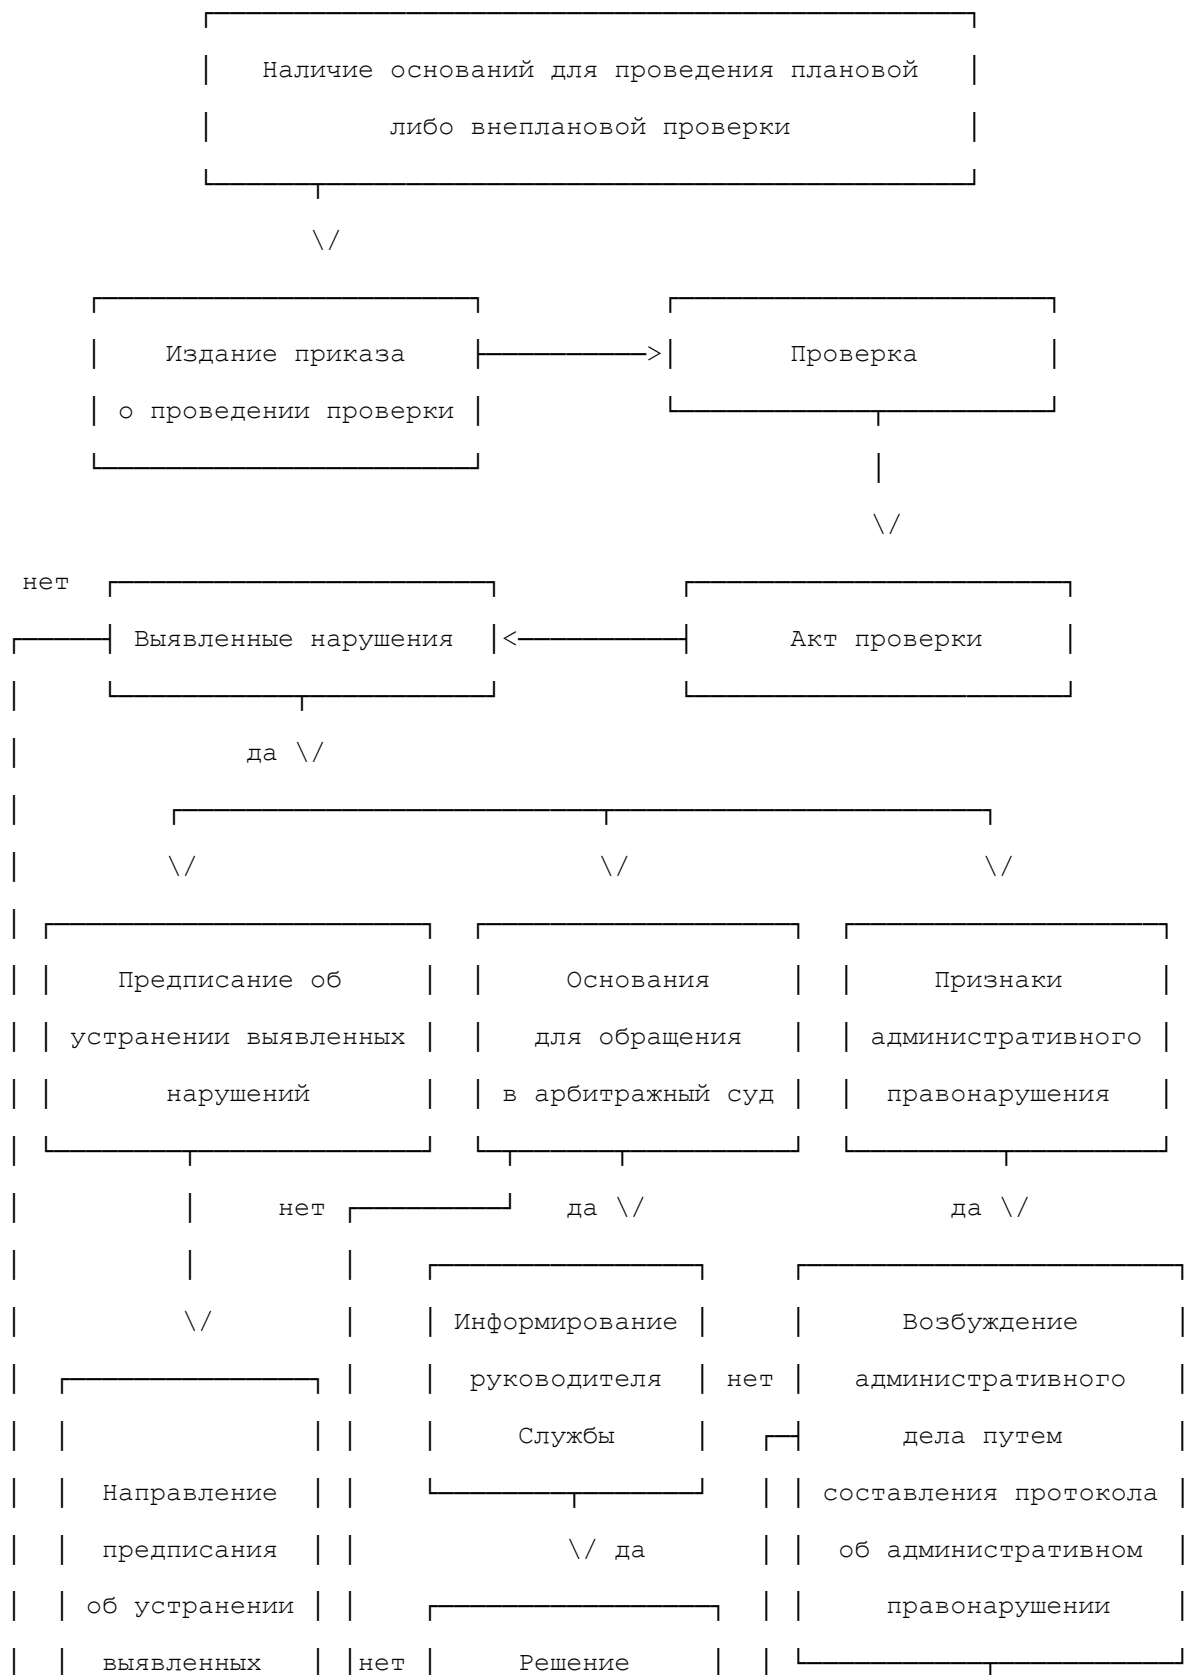 Наличие оснований для проведения плановой
либо внеплановой проверки
\/
Издание приказа > Проверка
о проведении проверки
\/
нет
Выявленные нарушения < Акт проверки
да \/
\/ \/ \/
Предписание об Основания Признаки
устранении выявленных для обращения административного
нарушений в арбитражный суд правонарушения
нет да \/ да \/
\/ Информирование Возбуждение
руководителя нет административного
Службы дела путем
Направление составления протокола
предписания \/ да об административном
об устранении правонарушении
выявленных нет Решение